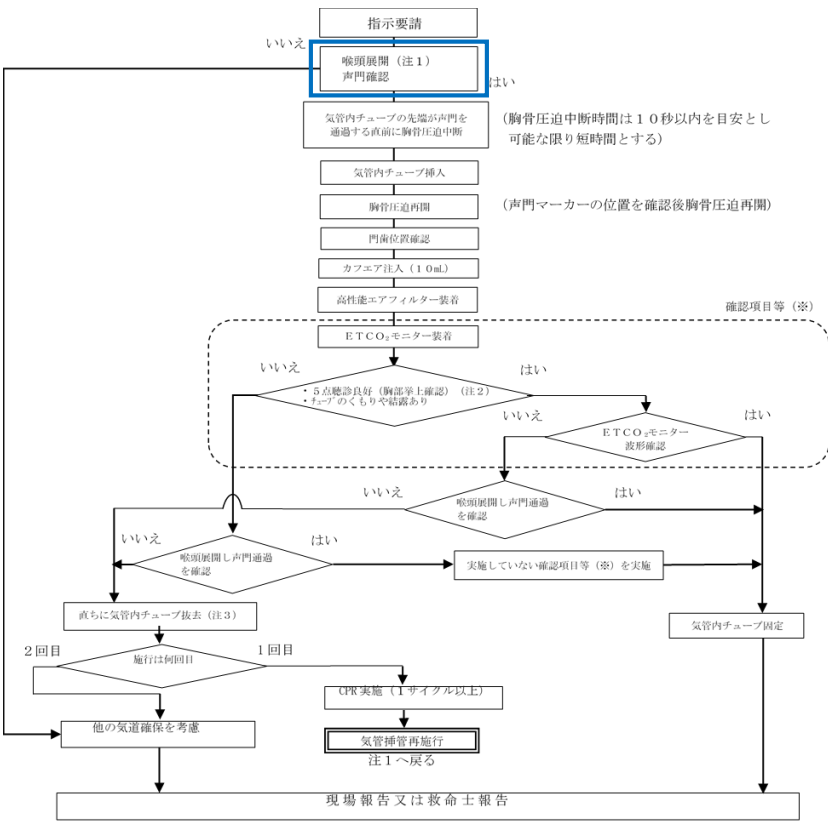 指示要請
いいえ
喉頭展開（注１）
声門確認
はい
気管内チューブの先端が声門を
通過する直前に胸骨圧迫中断
（胸骨圧迫中断時間は１０秒以内を目安とし
可能な限り短時間とする）
気管内チューブ挿入
胸骨圧迫再開
（声門マーカーの位置を確認後胸骨圧迫再開）
門歯位置確認
カフエア注入（１０mL）
高性能エアフィルター装着
確認項目等（※）
ＥＴＣＯ₂モニター装着
いいえ
はい
・５点聴診良好（胸部挙上確認）（注２）
・ﾁｭｰﾌﾞのくもりや結露あり
いいえ
はい
ＥＴＣＯ₂モニター
波形確認
いいえ
はい
喉頭展開し声門通過
を確認
いいえ
はい
喉頭展開し声門通過
を確認
実施していない確認項目等（※）を実施
直ちに気管内チューブ抜去（注３）
気管内チューブ固定
２回目
施行は何回目
１回目
CPR 実施（１サイクル以上）
他の気道確保を考慮
気管挿管再施行
注１へ戻る
現場報告又は救命士報告